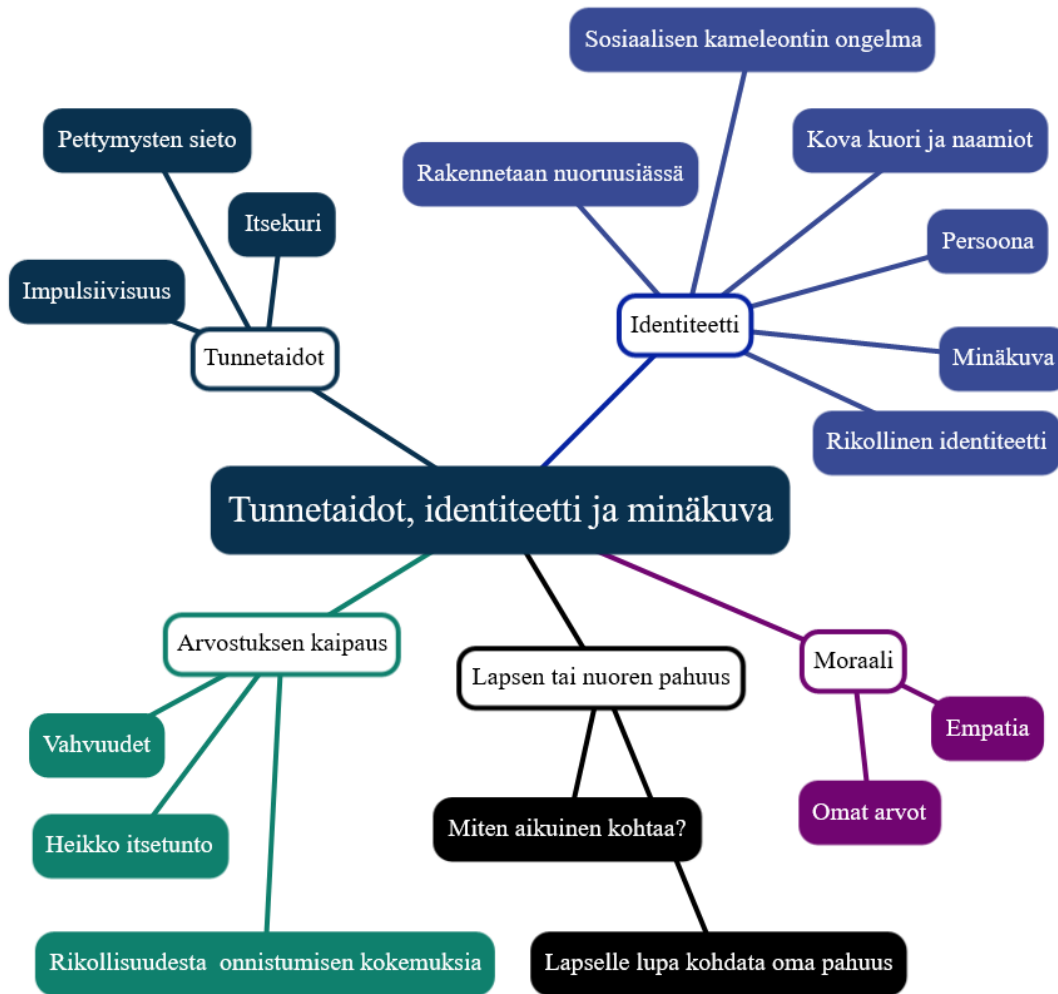 Sosiaalisen kameleontin ongelma
Pettymysten sieto
Kova kuori ja naamiot
Rakennetaan nuoruusiässä
Itsekuri
Persoona
Impulsiivisuus
Identiteetti
Tunnetaidot
Minäkuva
Rikollinen identiteetti
Tunnetaidot, identiteetti ja minäkuva
Arvostuksen kaipaus
Lapsen tai nuoren pahuus
Moraali
Vahvuudet
Empatia
Miten aikuinen kohtaa?
Omat arvot
Heikko itsetunto
Rikollisuudesta onnistumisen kokemuksia
Lapselle lupa kohdata oma pahuus